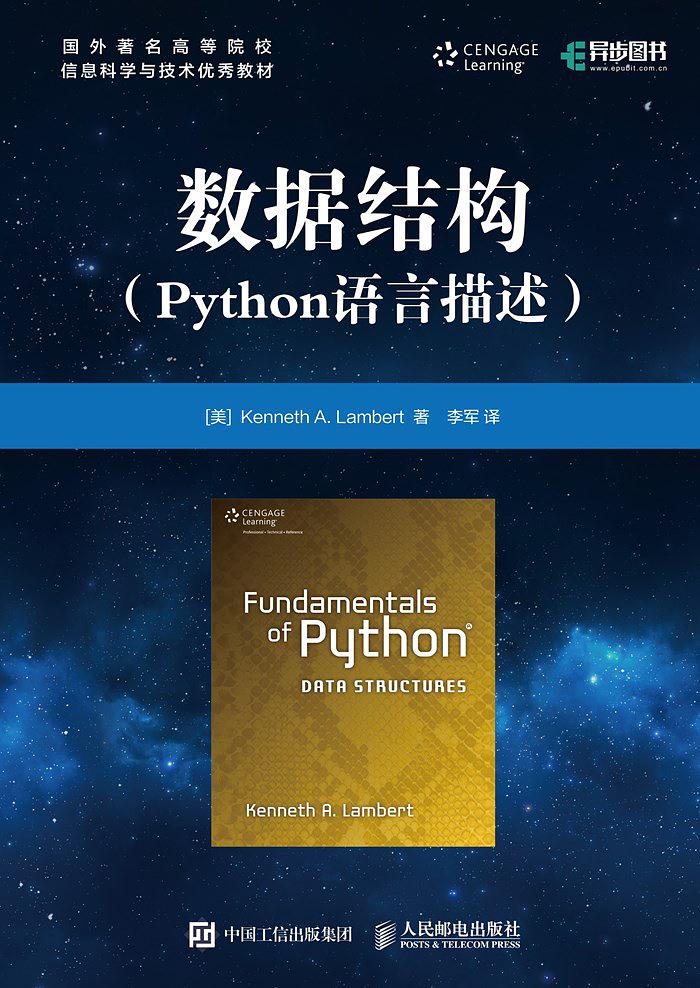 国外著名高等院校
信息科学与技术优秀教材
CENGAGE
Learning
异步图书
www.epubit.com.cn
数据结构
（Python语言描述）
[美] Kenneth A. Lambert 著 李军 译
CENGAGE
Learning
Professional • Technical • Reference
Fundamentals
of Python®
DATA STRUCTURES
Kenneth A. Lambert
中国工信出版集团
人民邮电出版社
POSTS & TELECOM PRESS